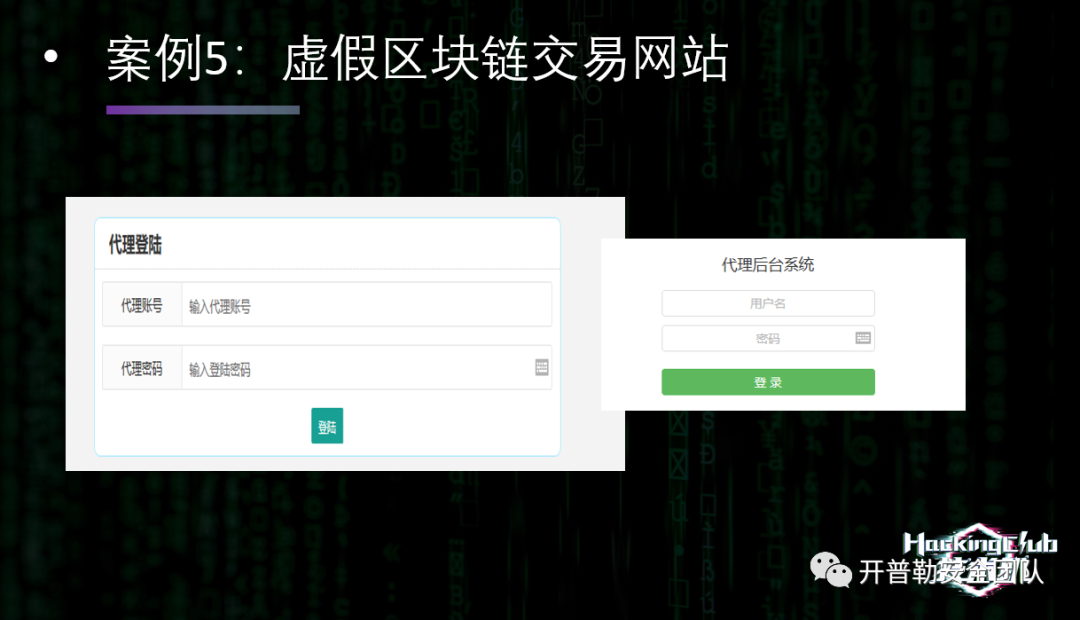 • 案例5：虚假区块链交易网站
代理登陆
代理账号 输入代理账号
代理密码 输入登陆密码
登陆
代理后台系统
用户名
密码
登 录
HackingClub
开普勒安全团队